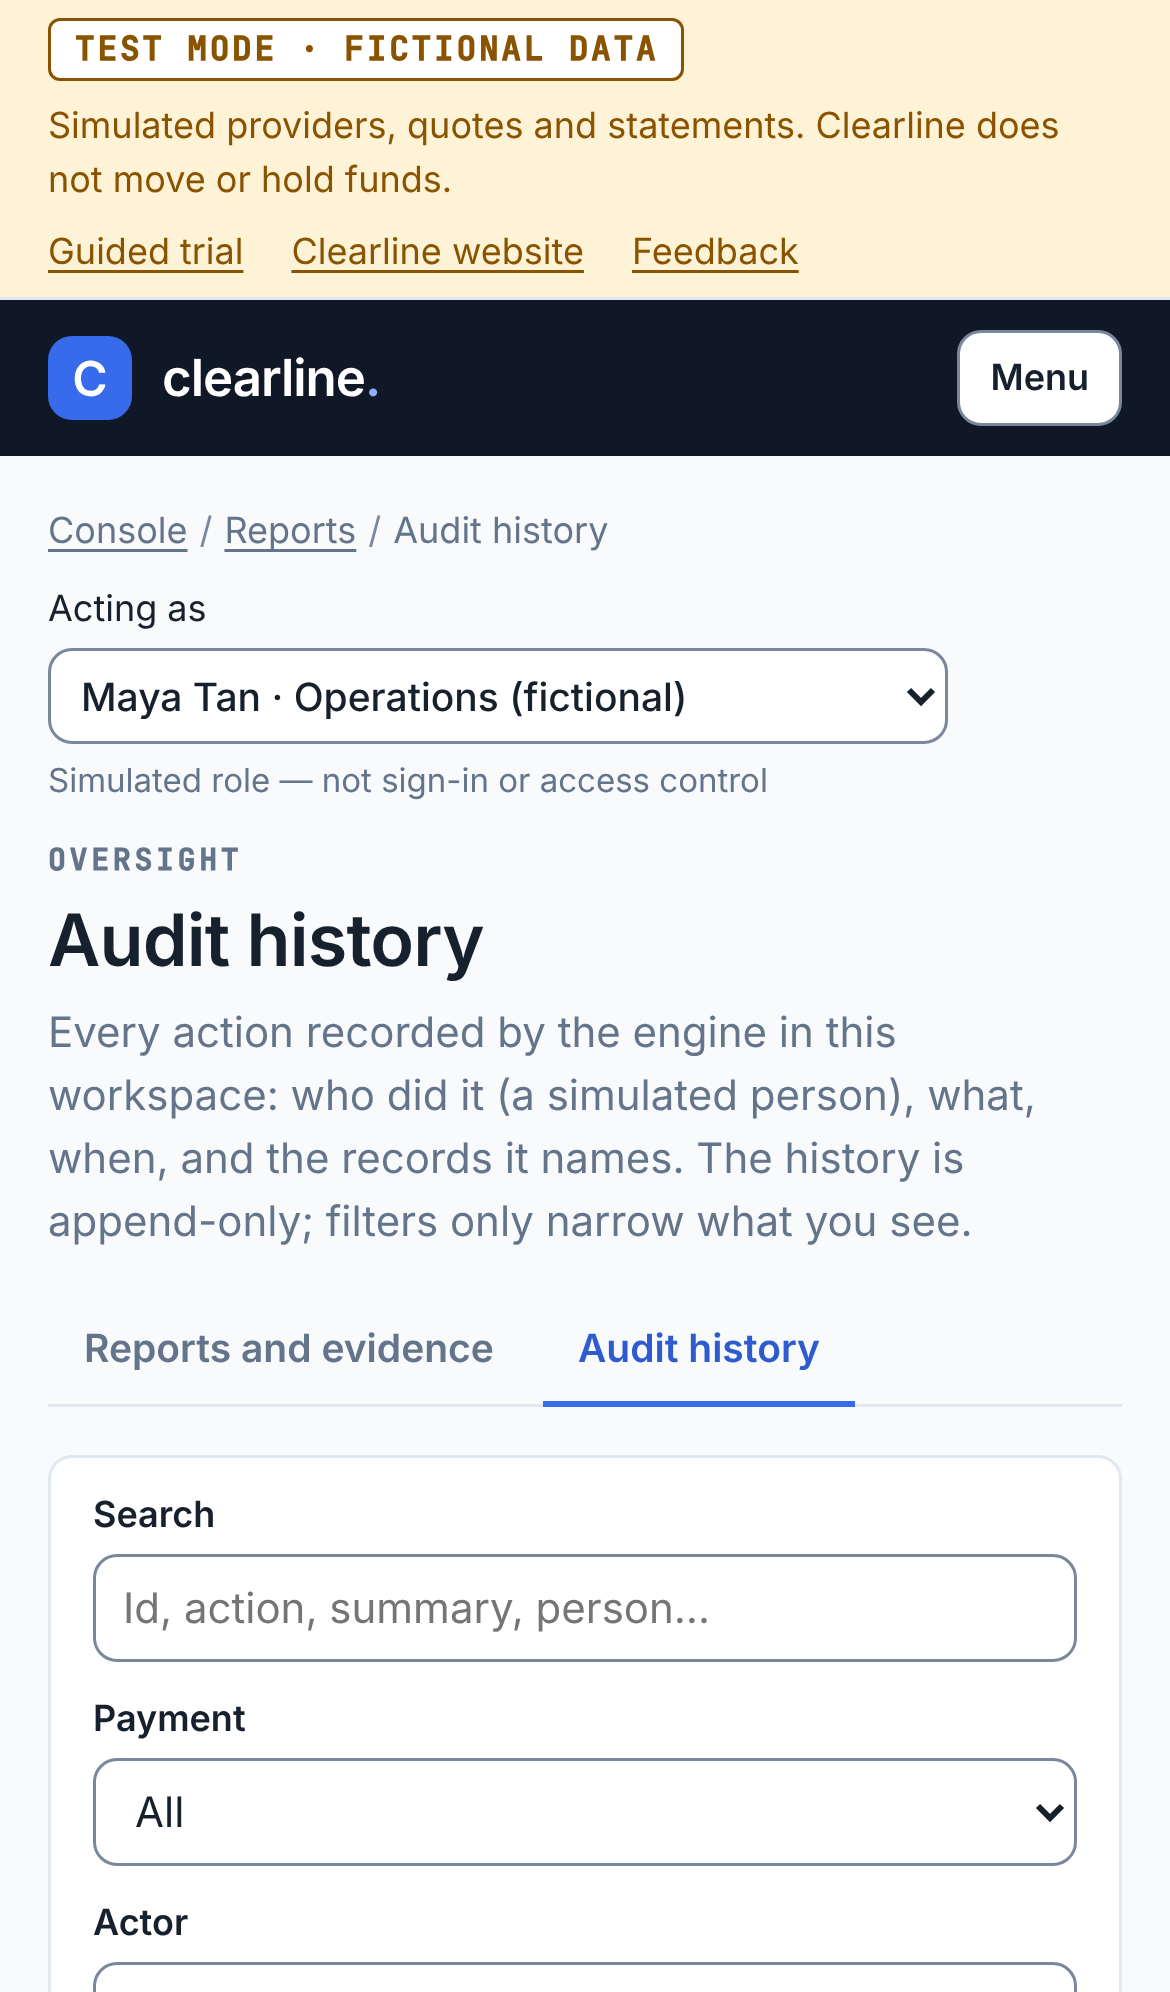 TEST MODE · FICTIONAL DATA
Simulated providers, quotes and statements. Clearline does
not move or hold funds.
Guided trial Clearline website Feedback
C clearline. Menu
Console / Reports / Audit history
Acting as
Maya Tan · Operations (fictional)
Simulated role — not sign-in or access control
OVERSIGHT
Audit history
Every action recorded by the engine in this
workspace: who did it (a simulated person), what,
when, and the records it names. The history is
append-only; filters only narrow what you see.
Reports and evidence Audit history
Search
Id, action, summary, person...
Payment
All
Actor